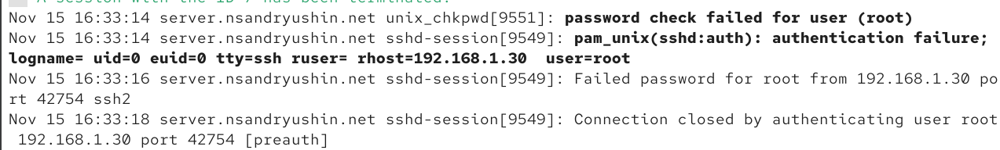 A session with the ID 7 has been terminated.
Nov 15 16:33:14 server.nsandryushin.net unix_chkpwd[9551]: password check failed for user (root)
Nov 15 16:33:14 server.nsandryushin.net sshd-session[9549]: pam_unix(sshd:auth): authentication failure;
logname= uid=0 euid=0 tty=ssh ruser= rhost=192.168.1.30  user=root
Nov 15 16:33:16 server.nsandryushin.net sshd-session[9549]: Failed password for root from 192.168.1.30 po
rt 42754 ssh2
Nov 15 16:33:18 server.nsandryushin.net sshd-session[9549]: Connection closed by authenticating user root
 192.168.1.30 port 42754 [preauth]